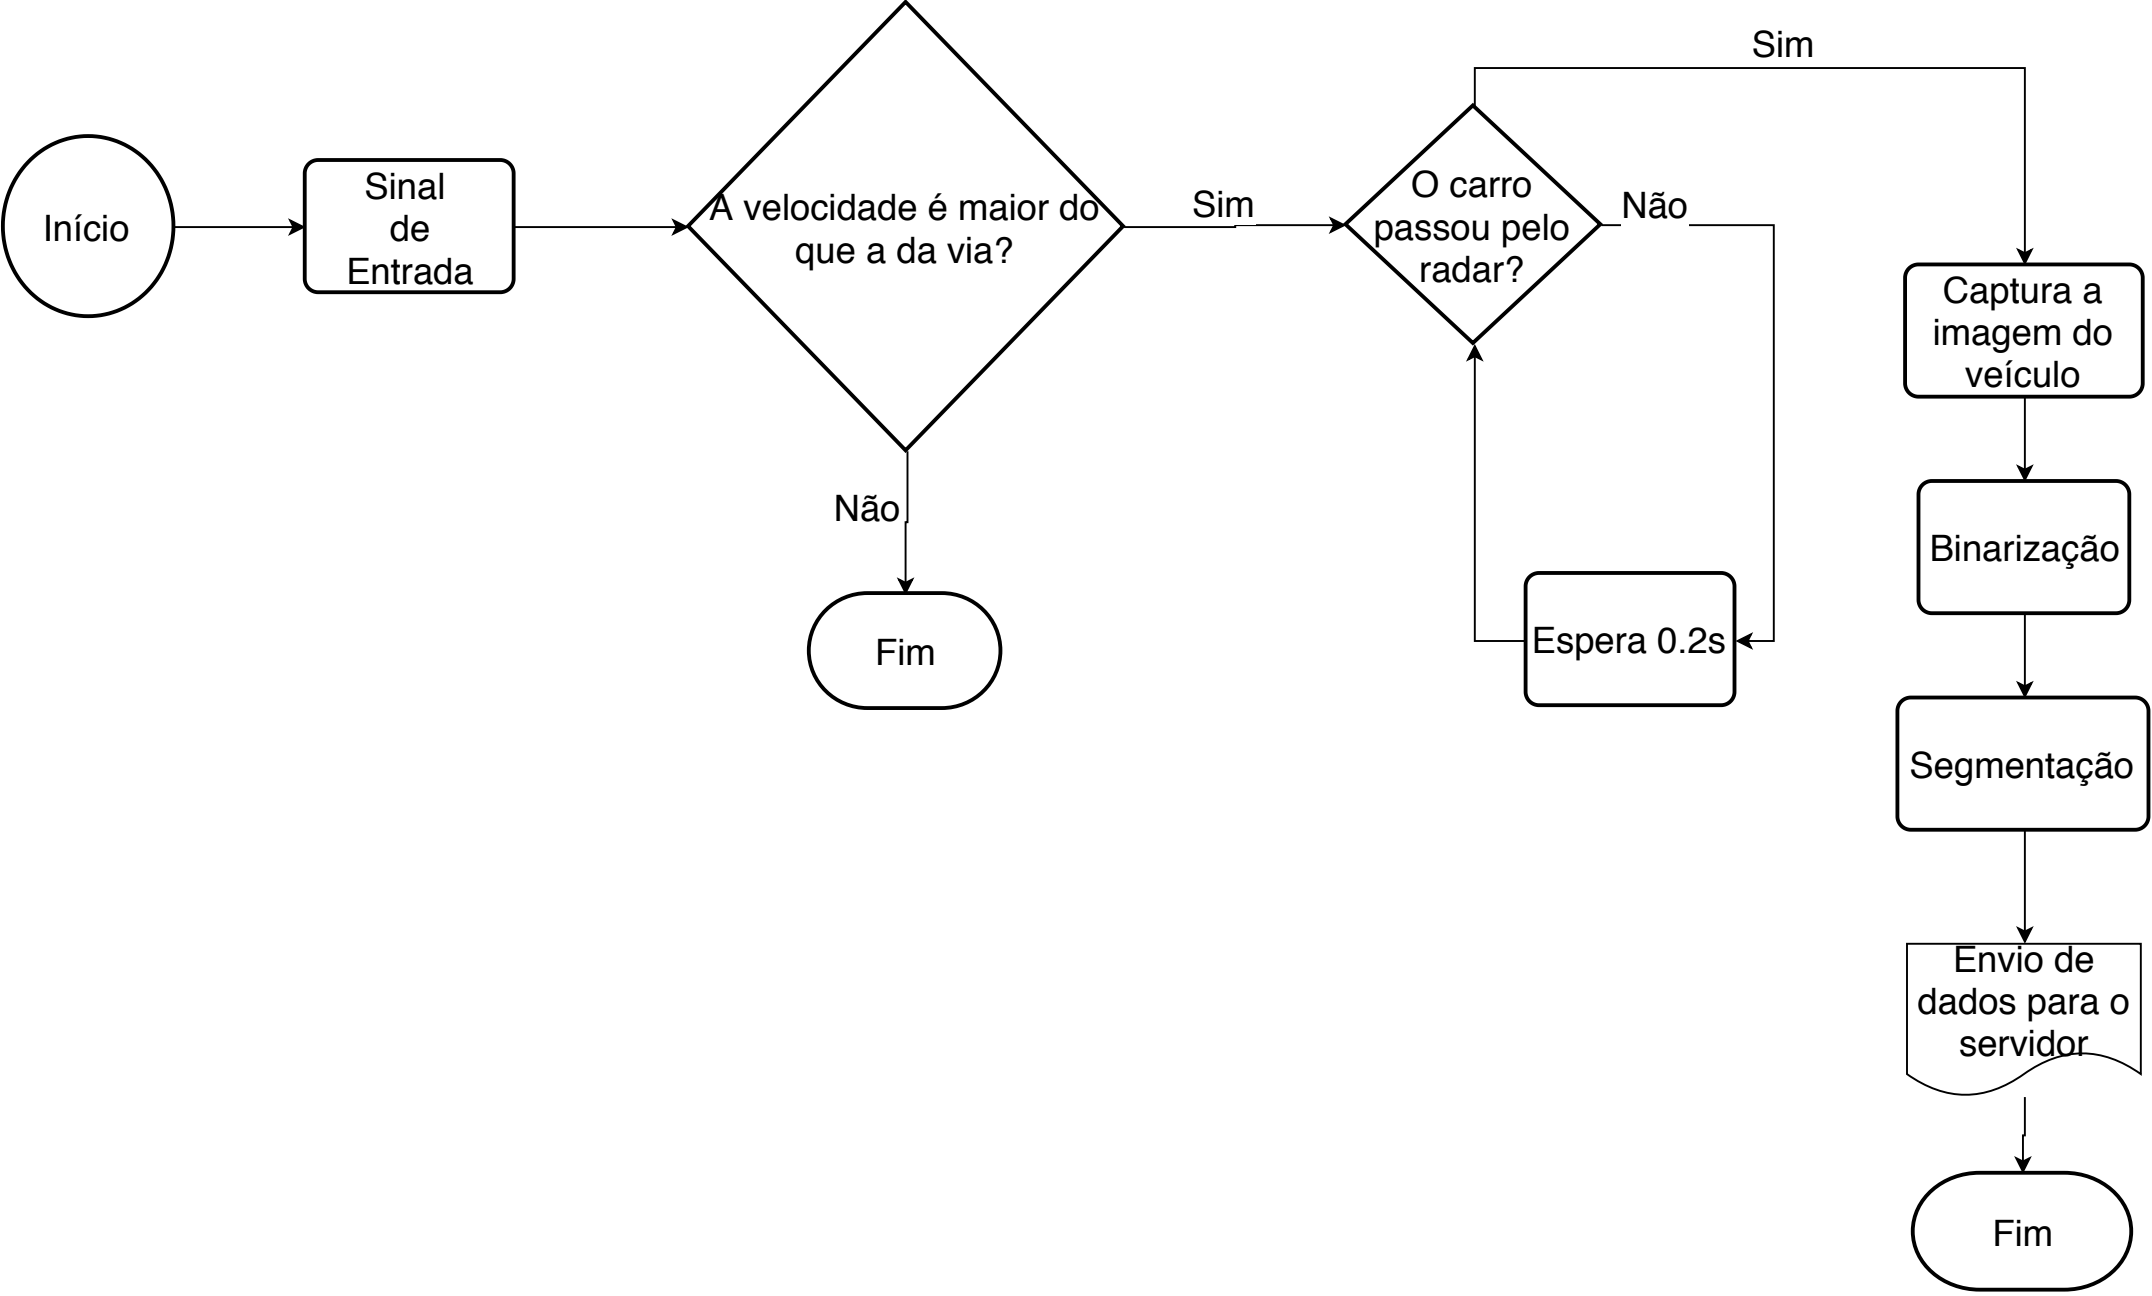 Início
Sinal
de
Entrada
A velocidade é maior do
que a da via?
Sim
Não
Fim
O carro
passou pelo
radar?
Sim
Não
Espera 0.2s
Captura a
imagem do
veículo
Binarização
Segmentação
Envio de
dados para o
servidor
Fim